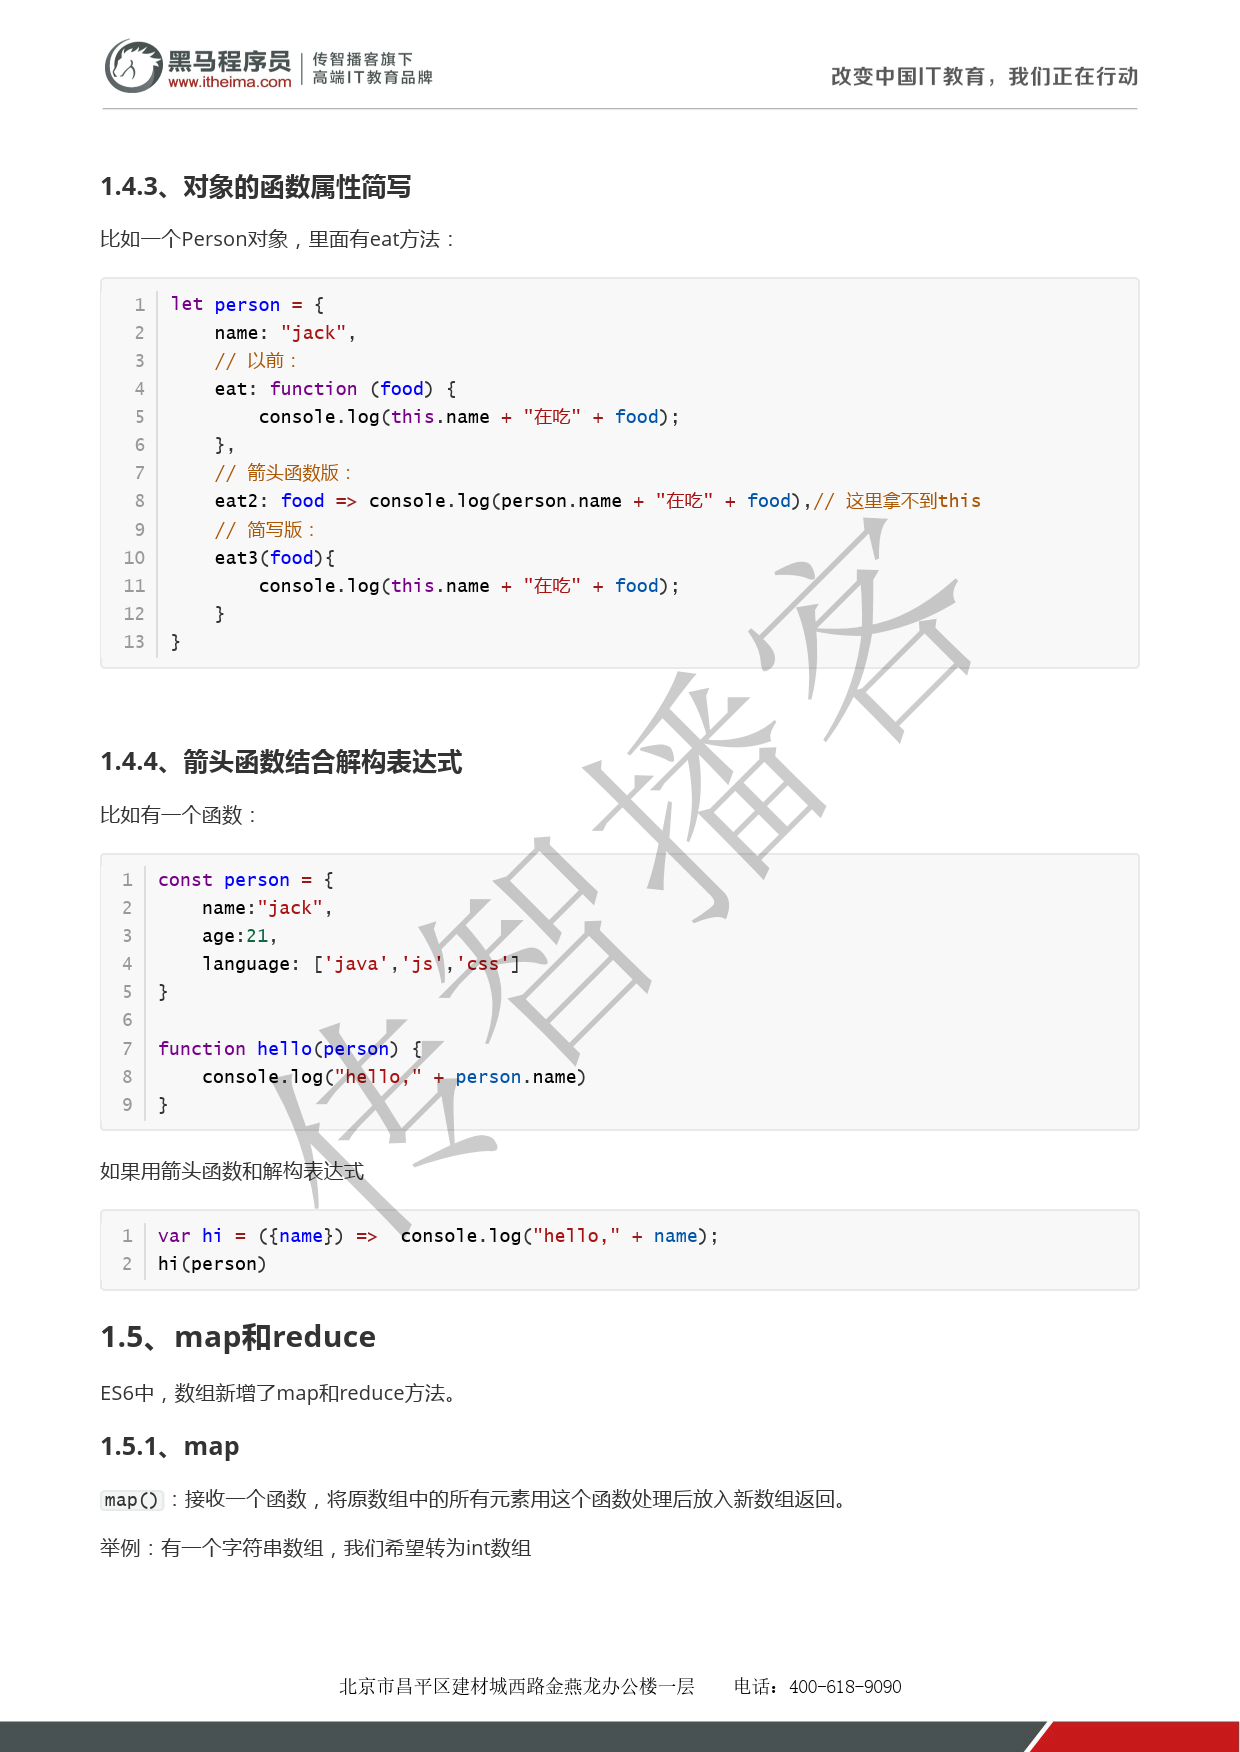 黑马程序员 传智播客旗下
www.itheima.com 高端IT教育品牌
改变中国IT教育，我们正在行动
1.4.3、对象的函数属性简写
比如一个Person对象，里面有eat方法：
1 let person = {
2     name: "jack",
3     // 以前：
4     eat: function (food) {
5         console.log(this.name + "在吃" + food);
6     },
7     // 箭头函数版：
8     eat2: food => console.log(person.name + "在吃" + food),// 这里拿不到this
9     // 简写版：
10     eat3(food){
11         console.log(this.name + "在吃" + food);
12     }
13 }
1.4.4、箭头函数结合解构表达式
比如有一个函数：
1 const person = {
2     name:"jack",
3     age:21,
4     language: ['java','js','css']
5 }
6
7 function hello(person) {
8     console.log("hello," + person.name)
9 }
如果用箭头函数和解构表达式
1 var hi = ({name}) =>  console.log("hello," + name);
2 hi(person)
1.5、map和reduce
ES6中，数组新增了map和reduce方法。
1.5.1、map
map()：接收一个函数，将原数组中的所有元素用这个函数处理后放入新数组返回。
举例：有一个字符串数组，我们希望转为int数组
传智播客
北京市昌平区建材城西路金燕龙办公楼一层 电话：400-618-9090